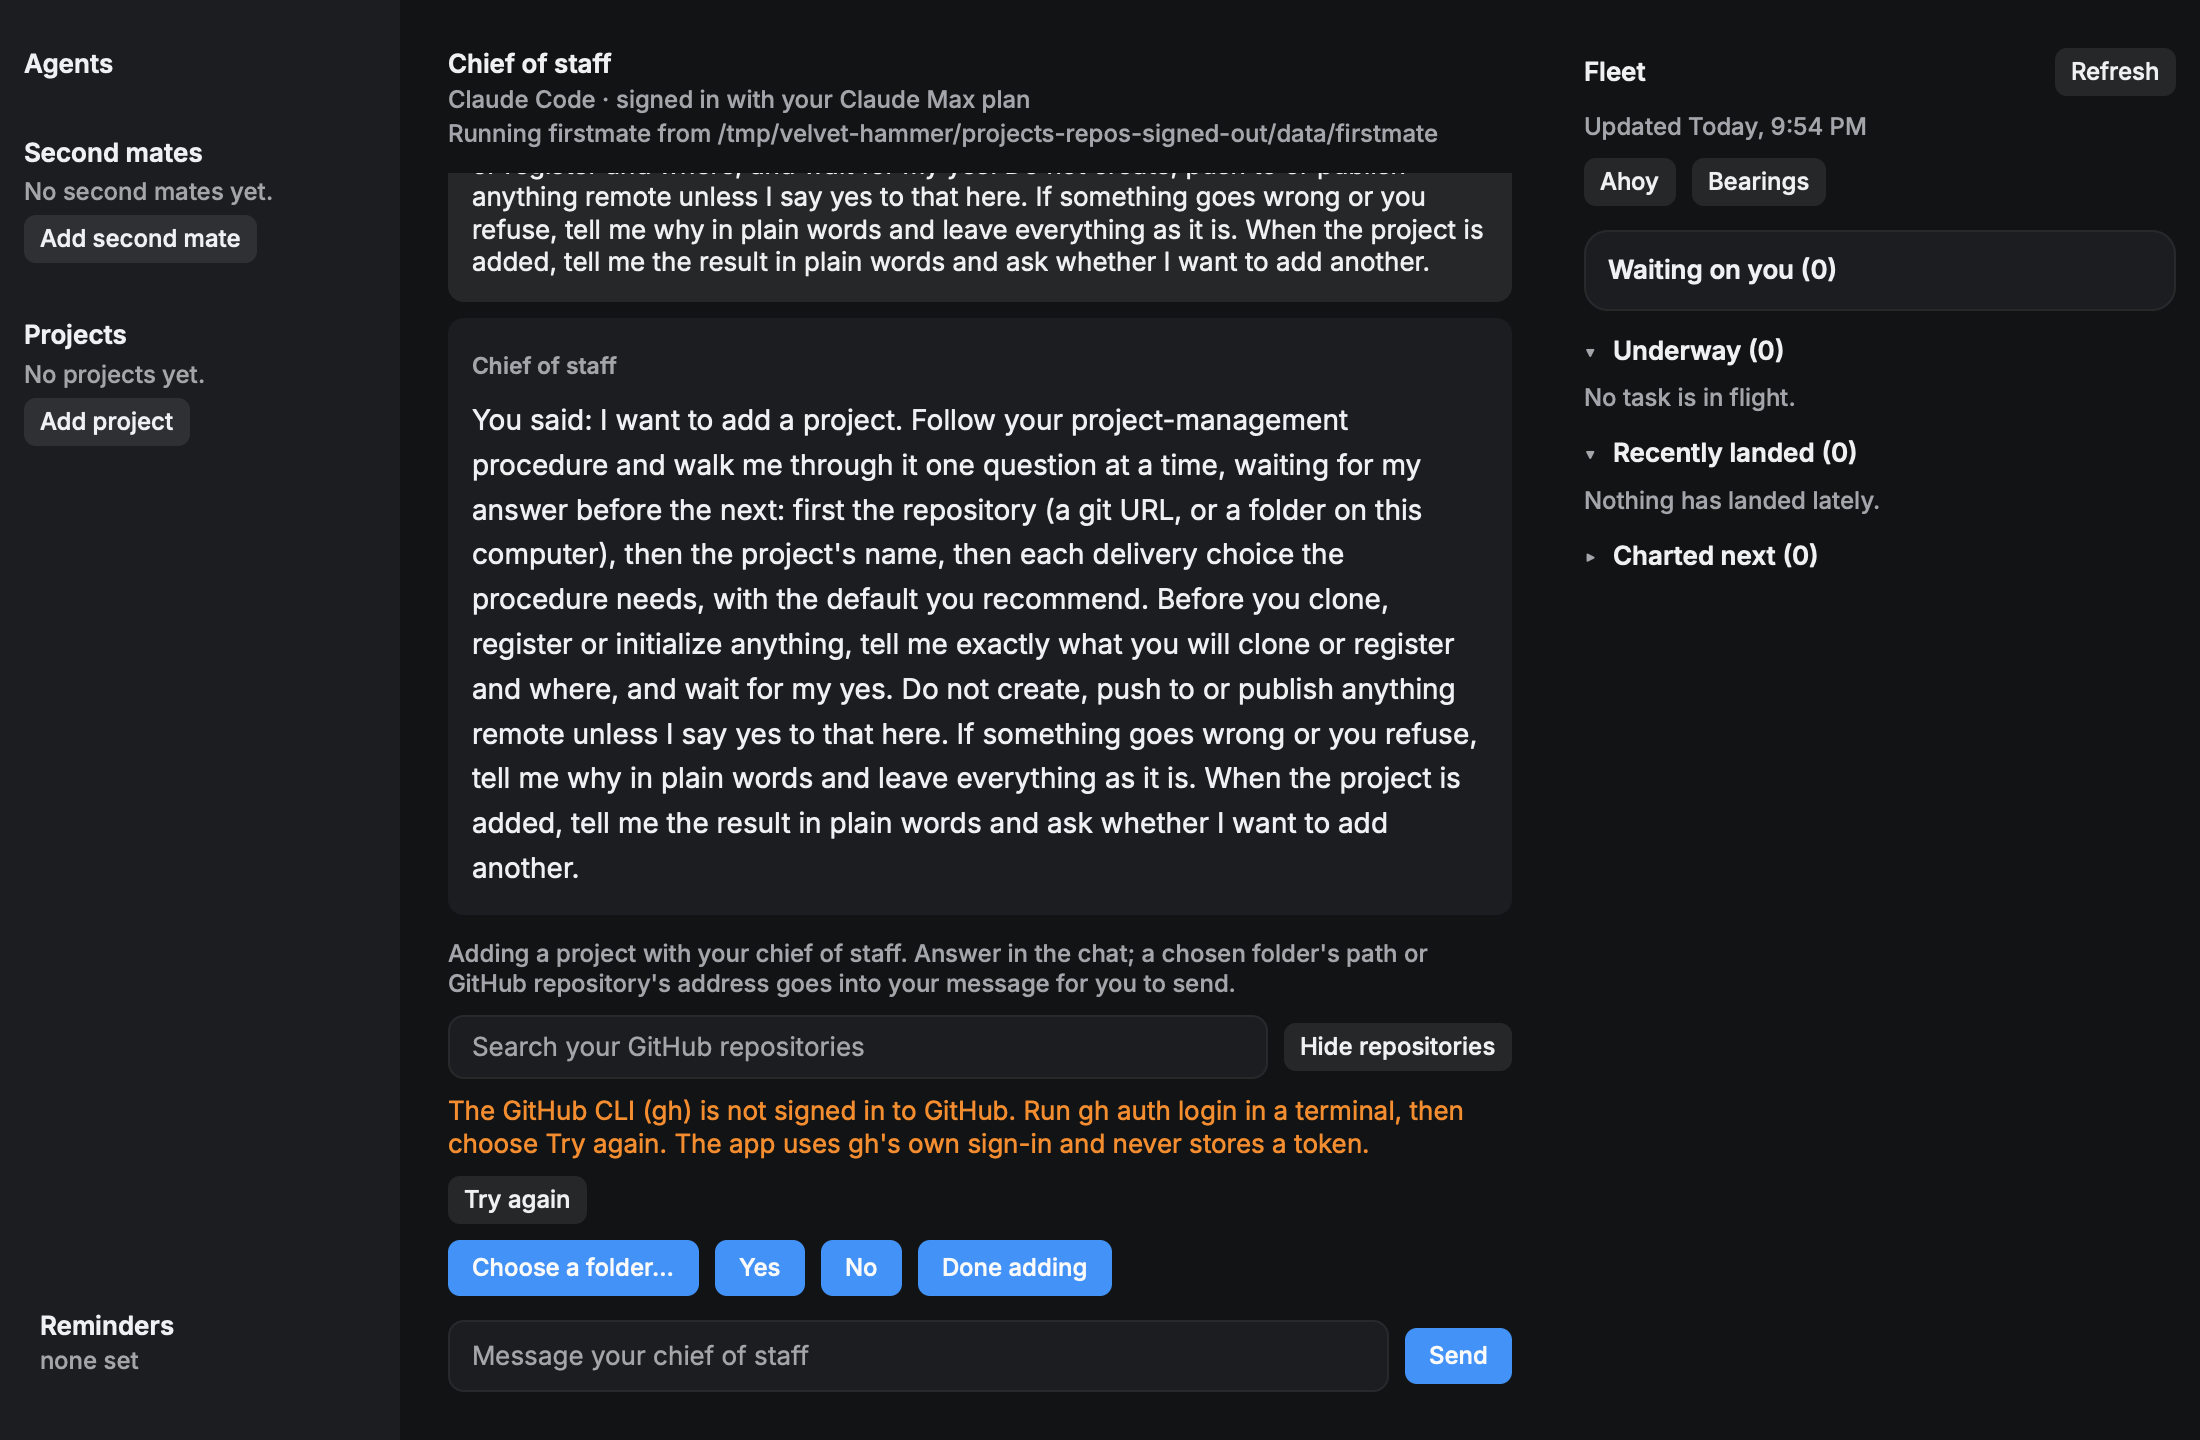 Agents
Second mates
No second mates yet.
Add second mate
Projects
No projects yet.
Add project
Reminders
none set
Chief of staff
Claude Code · signed in with your Claude Max plan
Running firstmate from /tmp/velvet-hammer/projects-repos-signed-out/data/firstmate
anything remote unless I say yes to that here. If something goes wrong or you
refuse, tell me why in plain words and leave everything as it is. When the project is
added, tell me the result in plain words and ask whether I want to add another.
Chief of staff
You said: I want to add a project. Follow your project-management
procedure and walk me through it one question at a time, waiting for my
answer before the next: first the repository (a git URL, or a folder on this
computer), then the project's name, then each delivery choice the
procedure needs, with the default you recommend. Before you clone,
register or initialize anything, tell me exactly what you will clone or register
and where, and wait for my yes. Do not create, push to or publish anything
remote unless I say yes to that here. If something goes wrong or you refuse,
tell me why in plain words and leave everything as it is. When the project is
added, tell me the result in plain words and ask whether I want to add
another.
Adding a project with your chief of staff. Answer in the chat; a chosen folder's path or
GitHub repository's address goes into your message for you to send.
Search your GitHub repositories
Hide repositories
The GitHub CLI (gh) is not signed in to GitHub. Run gh auth login in a terminal, then
choose Try again. The app uses gh's own sign-in and never stores a token.
Try again
Choose a folder...
Yes
No
Done adding
Message your chief of staff
Send
Fleet
Refresh
Updated Today, 9:54 PM
Ahoy
Bearings
Waiting on you (0)
Underway (0)
No task is in flight.
Recently landed (0)
Nothing has landed lately.
Charted next (0)